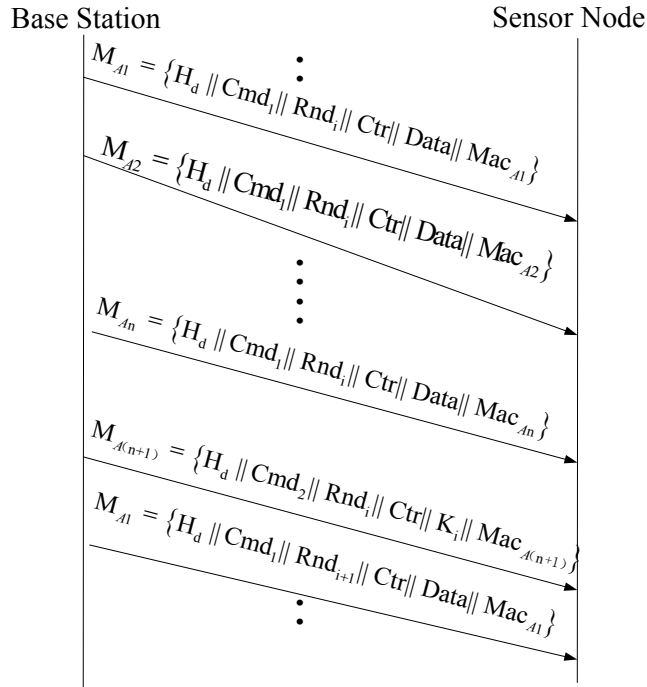 Base Station
Sensor Node
M_{A1} = {H_d || Cmd_1 || Rnd_i || Ctr || Data || Mac_{A1}}
M_{A2} = {H_d || Cmd_1 || Rnd_i || Ctr || Data || Mac_{A2}}
M_{An} = {H_d || Cmd_1 || Rnd_i || Ctr || Data || Mac_{An}}
M_{A(n+1)} = {H_d || Cmd_2 || Rnd_i || Ctr || K_i || Mac_{A(n+1)}}
M_{A1} = {H_d || Cmd_1 || Rnd_{i+1} || Ctr || Data || Mac_{A1}}